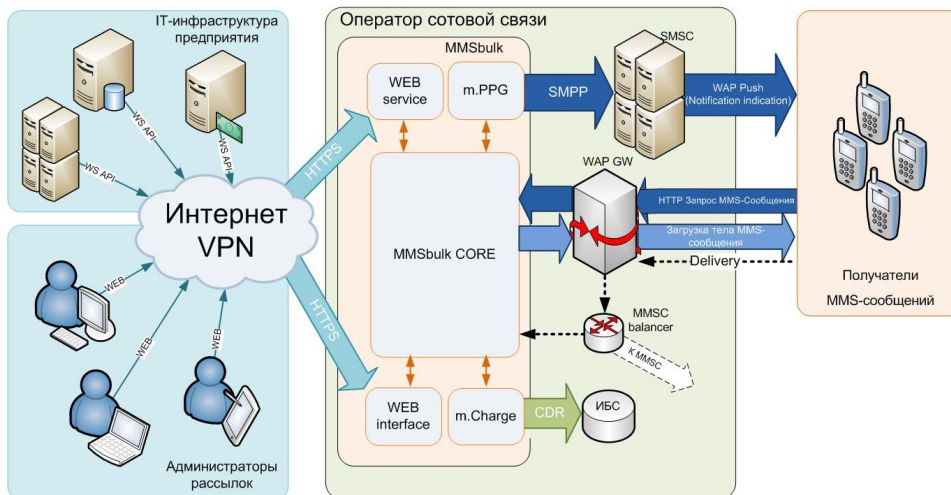 IT-инфраструктура
предприятия
WS API
WS API
WS API
Интернет
VPN
WEB
WEB
WEB
Администраторы
рассылок
HTTPS
HTTPS
Оператор сотовой связи
MMSbulk
WEB
service
m.PPG
MMSbulk CORE
WEB
interface
m.Charge
SMPP
SMSC
WAP Push
(Notification indication)
WAP GW
HTTP Запрос MMS-Сообщения
Загрузка тела MMS-
сообщения
Delivery
MMSC
balancer
К MMSC
CDR
ИБС
Получатели
MMS-сообщений